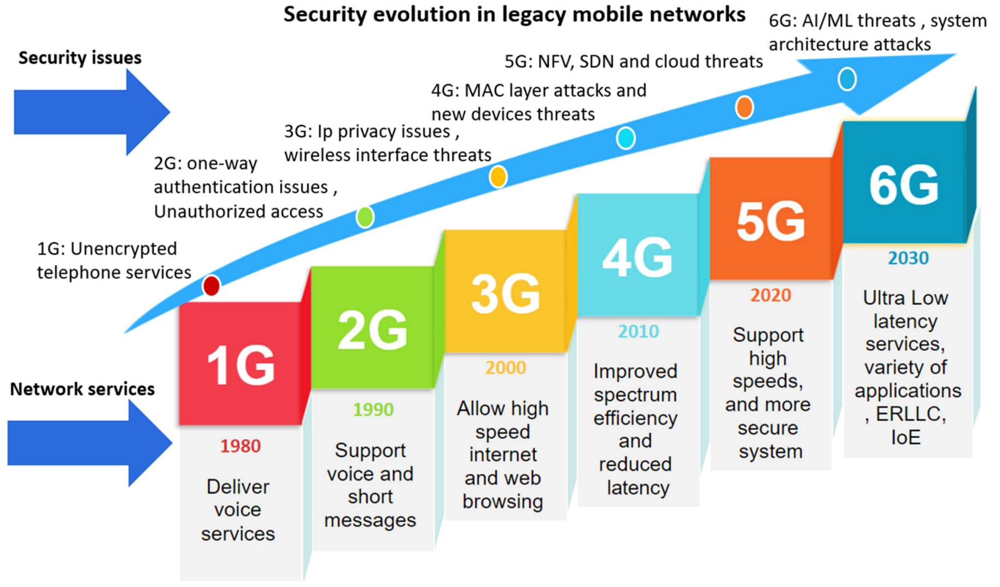 Security evolution in legacy mobile networks
Security issues
1G: Unencrypted
telephone services
2G: one-way
authentication issues ,
Unauthorized access
3G: Ip privacy issues ,
wireless interface threats
4G: MAC layer attacks and
new devices threats
5G: NFV, SDN and cloud threats
6G: AI/ML threats , system
architecture attacks
Network services
1G
1980
Deliver
voice
services
2G
1990
Support
voice and
short
messages
3G
2000
Allow high
speed
internet
and web
browsing
4G
2010
Improved
spectrum
efficiency
and
reduced
latency
5G
2020
Support
high
speeds,
and more
secure
system
6G
2030
Ultra Low
latency
services,
variety of
applications
, ERLLC,
IoE